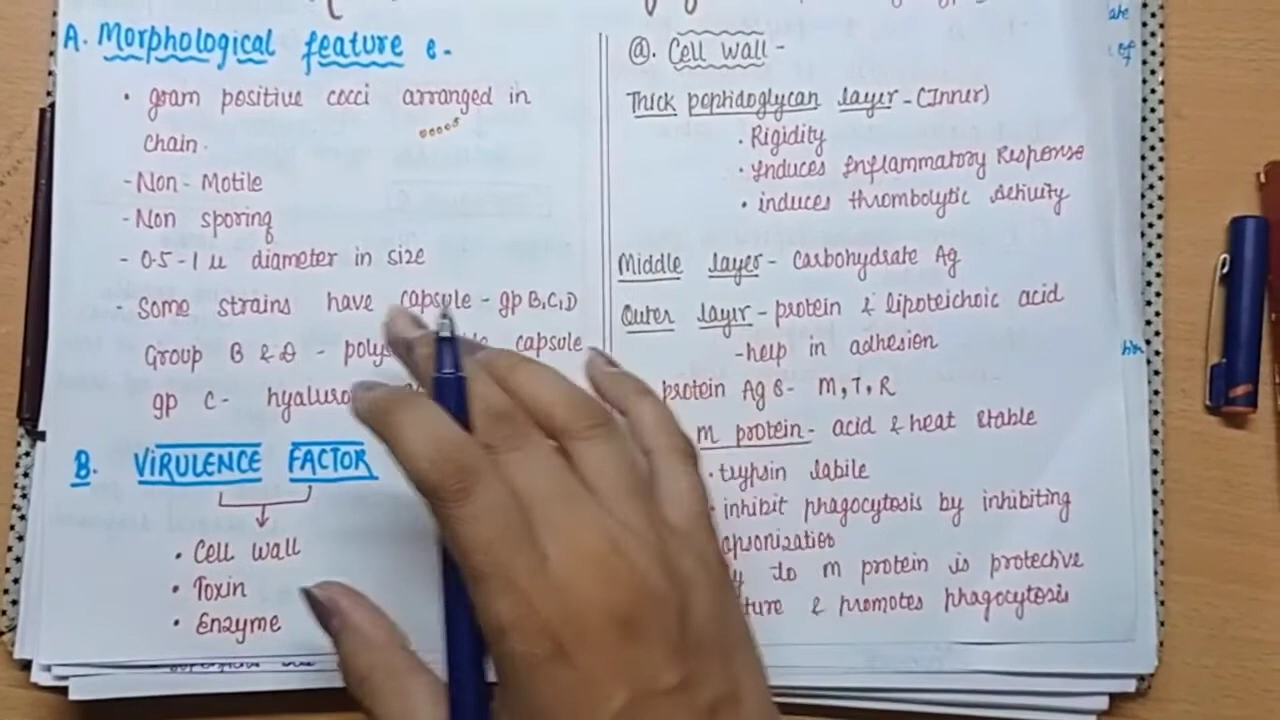 A. Morphological feature :-
• gram positive cocci arranged in
chain.
- Non-Motile
- Non sporing
- 0.5-1 µ diameter in size
Some strains have capsule - gp B,C,D
Group B & D - capsule
gp C-
B. VIRULENCE FACTOR
• Cell wall
• Toxin
• Enzyme
@. Cell wall -
Thick peptidoglycan layer - (Inner)
• Rigidity
• Induces Inflammatory Response
• induces thrombolytic Activity
Middle layer - Carbohydrate Ag
Outer layer - protein & lipoteichoic acid
- help in adhesion
protein Ag :- M, T, R
M protein - acid & heat stable
• trypsin labile
• inhibit phagocytosis by inhibiting
opsonization
to m protein is protective
& promotes phagocytosis